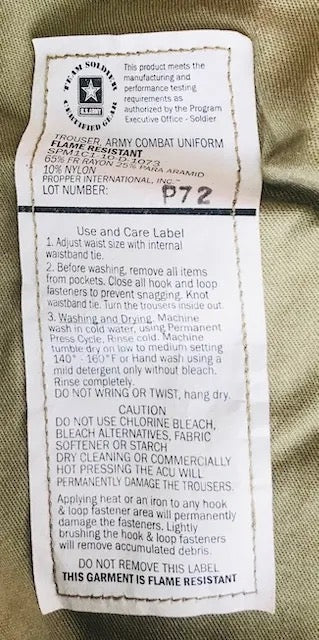 TEAM SOLDIER
U.S. ARMY
CERTIFIED GEAR
This product meets the
manufacturing and
performance testing
requirements as
authorized by the Program
Executive Office - Soldier
TROUSER, ARMY COMBAT UNIFORM
FLAME RESISTANT
SPM1C1-10-D-1073
65% FR RAYON 25% PARA ARAMID
10% NYLON
PROPPER INTERNATIONAL, INC.™
LOT NUMBER: P72
Use and Care Label
1. Adjust waist size with internal
waistband tie.
2. Before washing, remove all items
from pockets. Close all hook and loop
fasteners to prevent snagging. Knot
waistband tie. Turn the trousers inside out.
3. Washing and Drying. Machine
wash in cold water, using Permanent
Press Cycle. Rinse cold. Machine
tumble dry on low to medium setting
140° - 160°F or Hand wash using a
mild detergent only without bleach.
Rinse completely.
DO NOT WRING OR TWIST, hang dry.
CAUTION
DO NOT USE CHLORINE BLEACH,
BLEACH ALTERNATIVES, FABRIC
SOFTENER OR STARCH
DRY CLEANING OR COMMERCIALLY
HOT PRESSING THE ACU WILL
PERMANENTLY DAMAGE THE TROUSERS.
Applying heat or an iron to any hook
& loop fastener area will permanently
damage the fasteners. Lightly
brushing the hook & loop fasteners
will remove accumulated debris.
DO NOT REMOVE THIS LABEL
THIS GARMENT IS FLAME RESISTANT